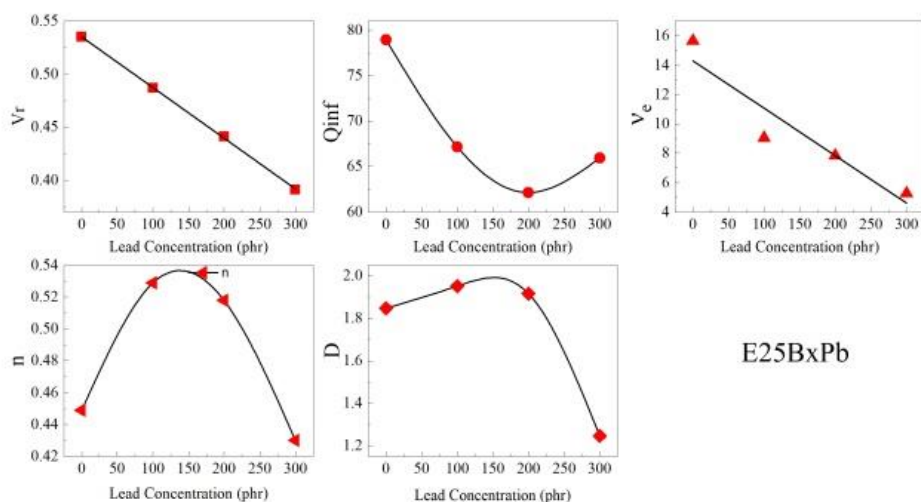 0.55
0.50
0.45
0.40
Vr
0 50 100 150 200 250 300
Lead Concentration (phr)
80
75
70
65
60
Qinf
0 50 100 150 200 250 300
Lead Concentration (phr)
16
14
12
10
8
6
4
νe
0 50 100 150 200 250 300
Lead Concentration (phr)
0.54
0.52
0.50
0.48
0.46
0.44
0.42
n
n
0 50 100 150 200 250 300
Lead Concentration (phr)
2.0
1.8
1.6
1.4
1.2
D
0 50 100 150 200 250 300
Lead Concentration (phr)
E25BxPb